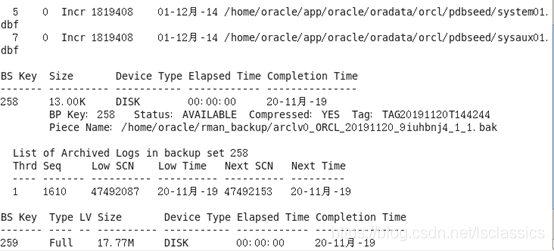 5 0 Incr 1819408 01-12月-14 /home/oracle/app/oracle/oradata/orcl/pdbseed/system01.
dbf
7 0 Incr 1819408 01-12月-14 /home/oracle/app/oracle/oradata/orcl/pdbseed/sysaux01.
dbf
BS Key Size Device Type Elapsed Time Completion Time
------- ---------- ----------- ------------ ---------------
258 13.00K DISK 00:00:00 20-11月-19
BP Key: 258 Status: AVAILABLE Compressed: YES Tag: TAG20191120T144244
Piece Name: /home/oracle/rman_backup/arclv0_ORCL_20191120_9iuhbnj4_1_1.bak
List of Archived Logs in backup set 258
Thrd Seq Low SCN Low Time Next SCN Next Time
---- ------- ---------- --------- ---------- ---------
1 1610 47492087 20-11月-19 47492153 20-11月-19
BS Key Type LV Size Device Type Elapsed Time Completion Time
------- ---- -- ---------- ----------- ------------ ---------------
259 Full 17.77M DISK 00:00:00 20-11月-19
https://blog.csdn.net/lsclassics